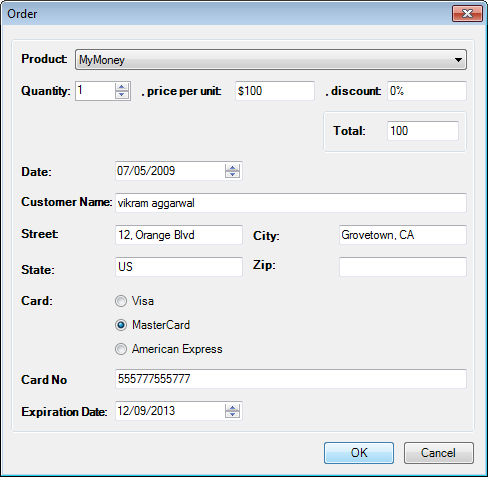 Order
Product: MyMoney
Quantity: 1 , price per unit: $100 , discount: 0%
Total: 100
Date: 07/05/2009
Customer Name: vikram aggarwal
Street: 12, Orange Blvd City: Grovetown, CA
State: US Zip:
Card: Visa
MasterCard
American Express
Card No 555777555777
Expiration Date: 12/09/2013
OK Cancel